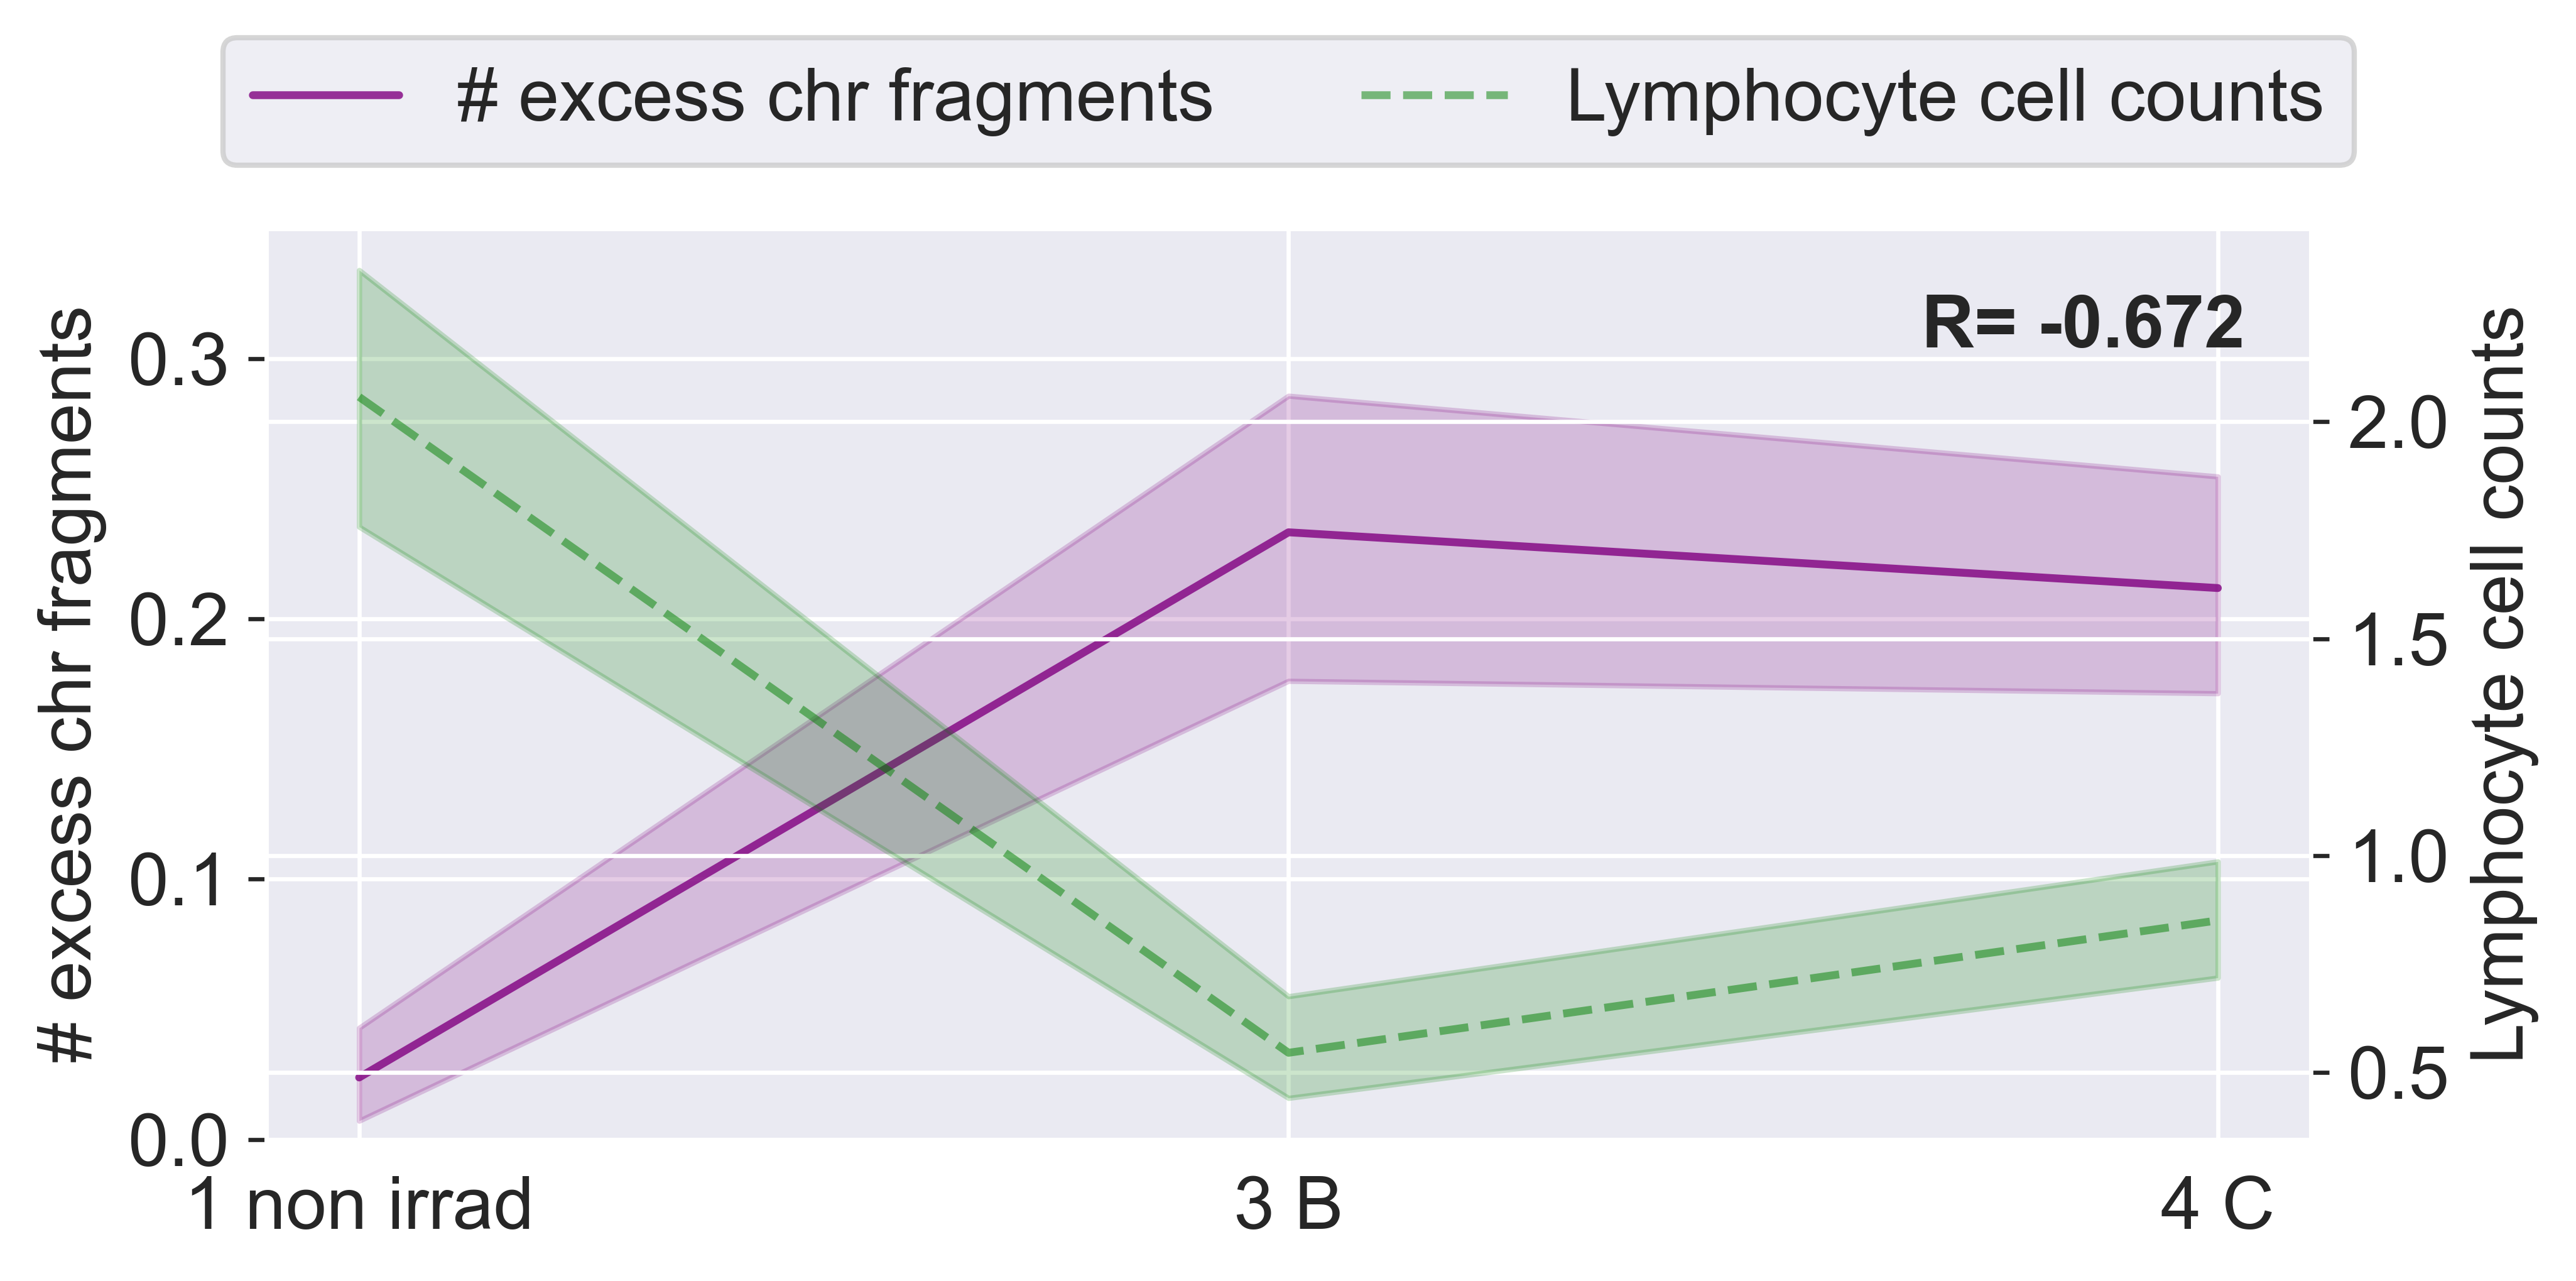 # excess chr fragments
Lymphocyte cell counts
R= -0.672
# excess chr fragments
0.3
0.2
0.1
0.0
2.0
1.5
1.0
0.5
Lymphocyte cell counts
1 non irrad
3 B
4 C